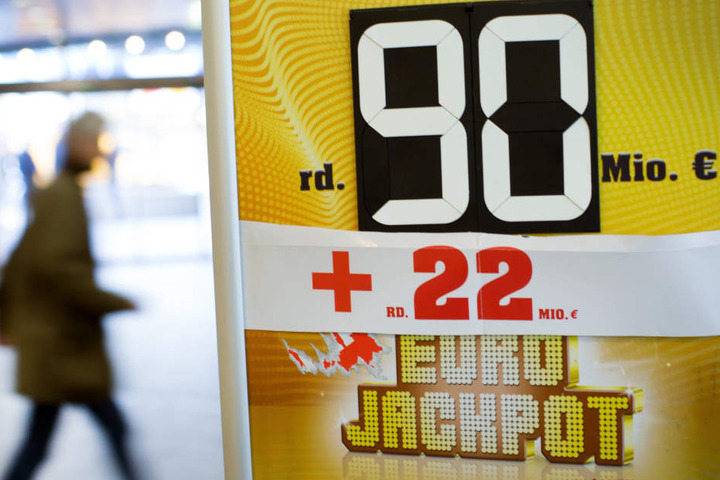 rd. 90 Mio. €
+ RD. 22 MIO. €
EURO
JACKPOT